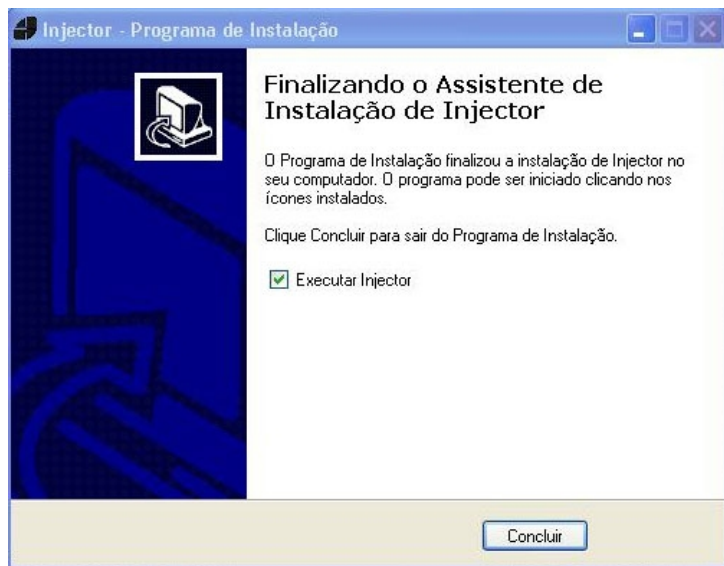 Injector - Programa de Instalação
Finalizando o Assistente de
Instalação de Injector
O Programa de Instalação finalizou a instalação de Injector no
seu computador. O programa pode ser iniciado clicando nos
ícones instalados.
Clique Concluir para sair do Programa de Instalação.
Executar Injector
Concluir